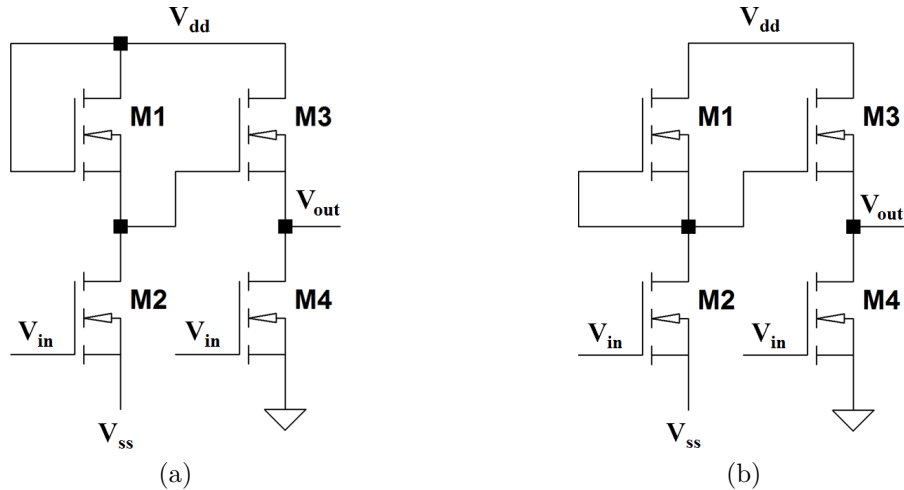 Vdd
M1
M3
Vout
M2
M4
Vin
Vin
Vss
(a)
Vdd
M1
M3
Vout
M2
M4
Vin
Vin
Vss
(b)